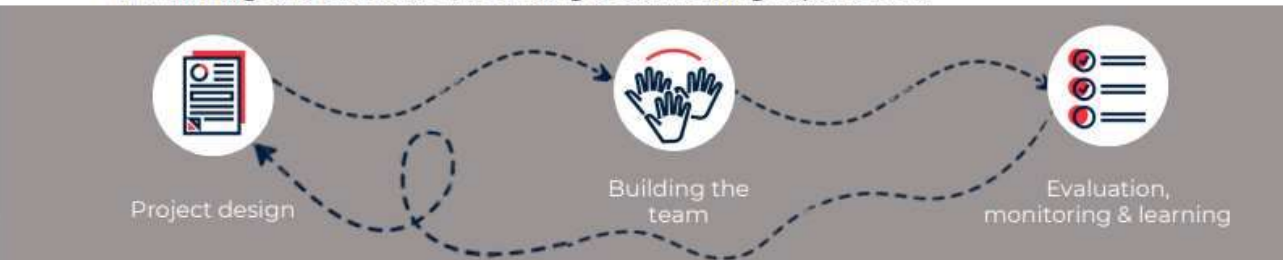 Project design
Building the
team
Evaluation,
monitoring & learning